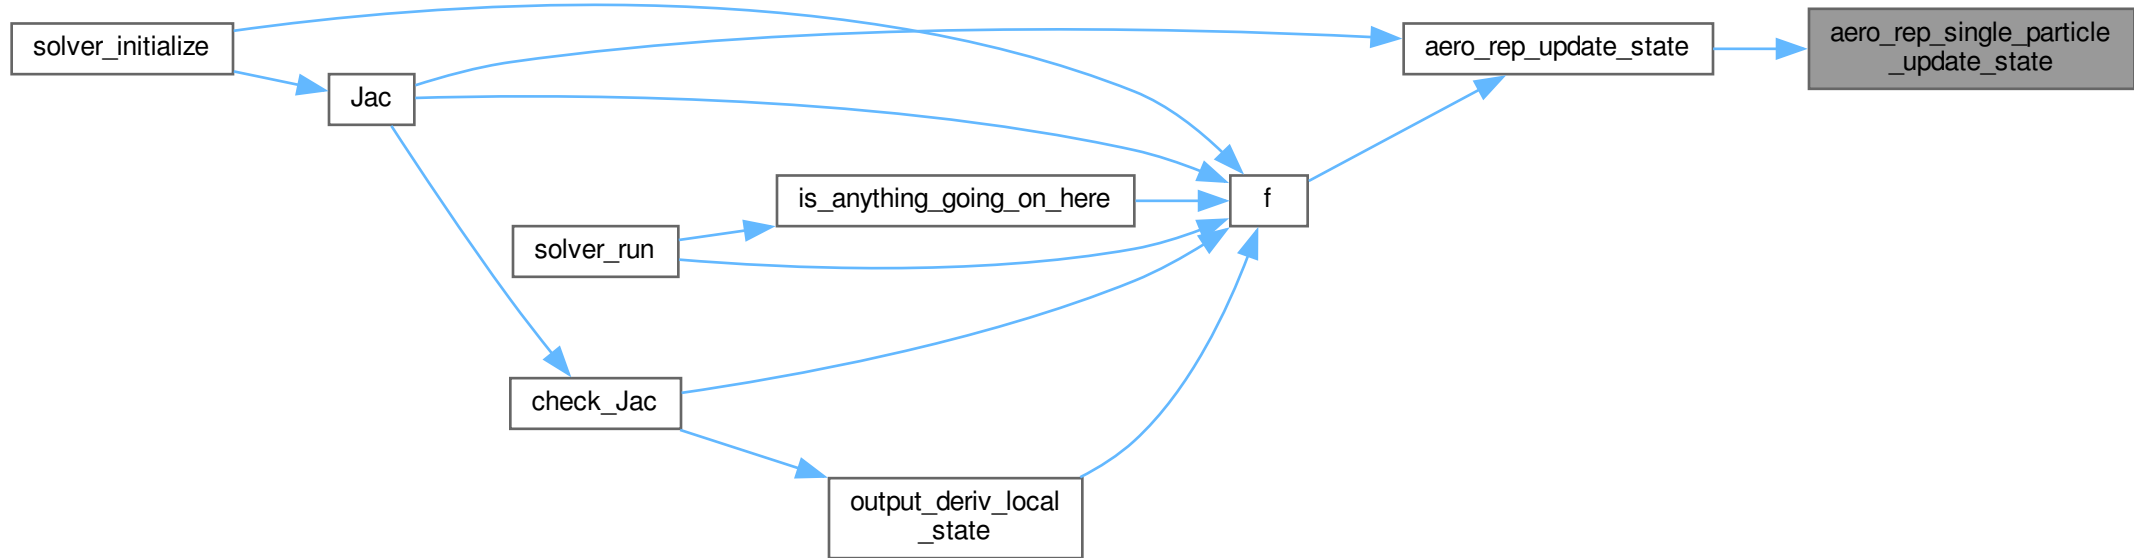 solver_initialize
Jac
aero_rep_update_state
aero_rep_single_particle
_update_state
is_anything_going_on_here
f
solver_run
check_Jac
output_deriv_local
_state